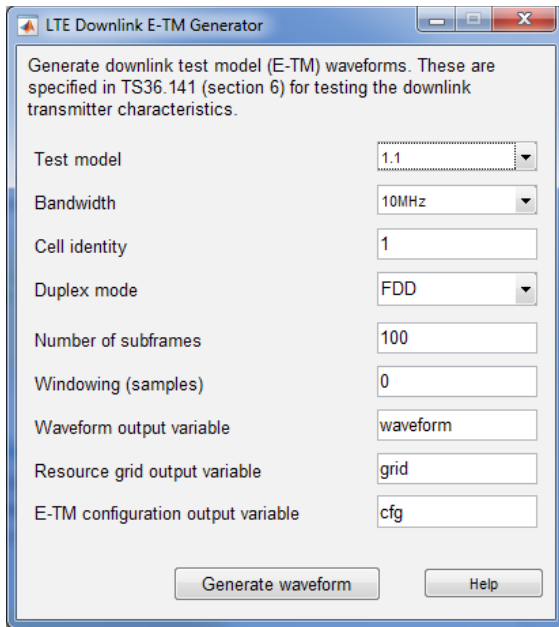 LTE Downlink E-TM Generator
Generate downlink test model (E-TM) waveforms. These are
specified in TS36.141 (section 6) for testing the downlink
transmitter characteristics.
Test model 1.1
Bandwidth 10MHz
Cell identity 1
Duplex mode FDD
Number of subframes 100
Windowing (samples) 0
Waveform output variable waveform
Resource grid output variable grid
E-TM configuration output variable cfg
Generate waveform Help